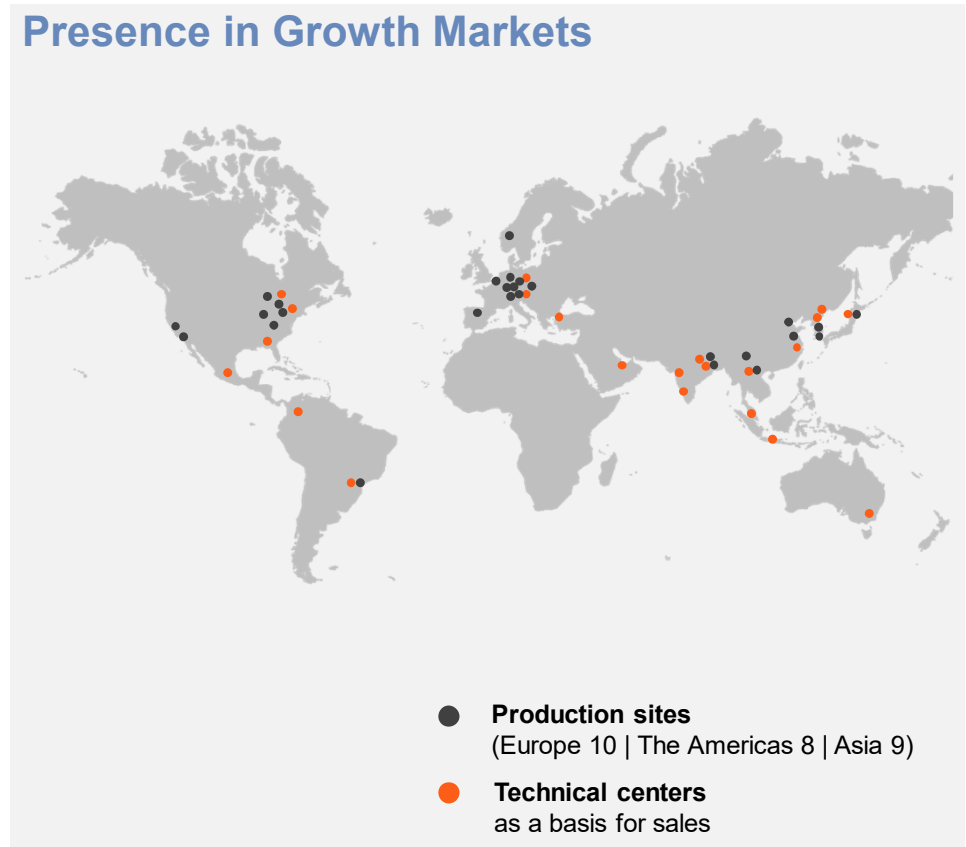 Presence in Growth Markets
Production sites
(Europe 10 | The Americas 8 | Asia 9)
Technical centers
as a basis for sales